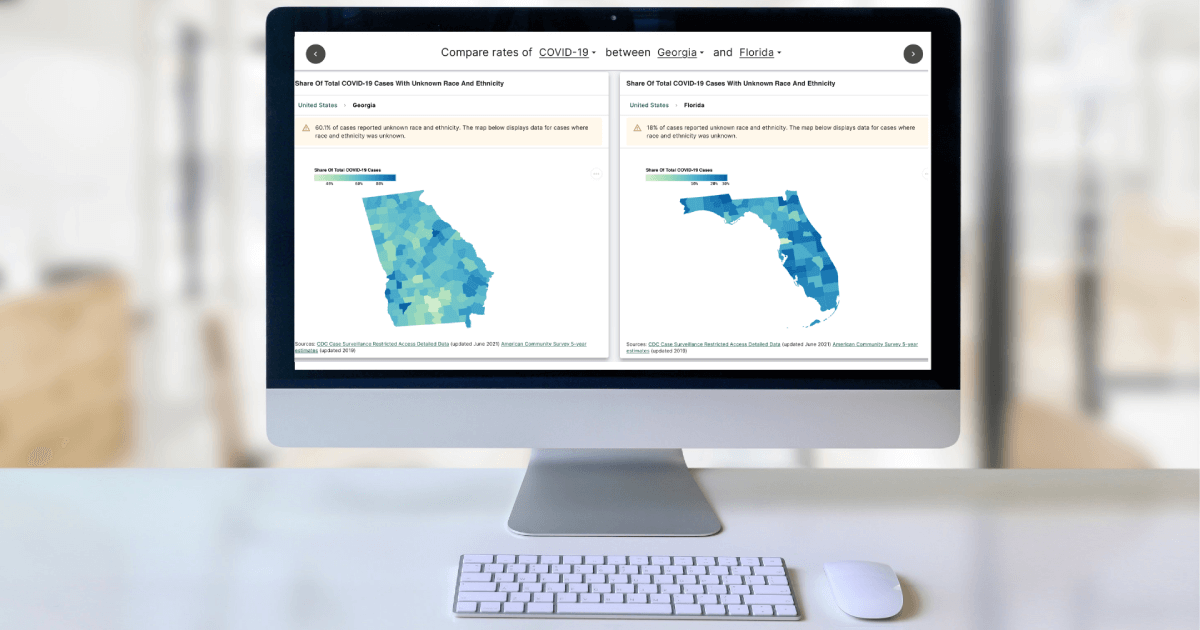 Compare rates of COVID-19 between Georgia and Florida
Share Of Total COVID-19 Cases With Unknown Race And Ethnicity
United States › Georgia
60.1% of cases reported unknown race and ethnicity. The map below displays data for cases where
race and ethnicity was unknown.
Share Of Total COVID-19 Cases
Sources: CDC Case Surveillance Restricted Access Detailed Data (updated June 2021) American Community Survey 5-year
estimates (updated 2019)
Share Of Total COVID-19 Cases With Unknown Race And Ethnicity
United States › Florida
18% of cases reported unknown race and ethnicity. The map below displays data for cases where
race and ethnicity was unknown.
Share Of Total COVID-19 Cases
10% 20% 30%
Sources: CDC Case Surveillance Restricted Access Detailed Data (updated June 2021) American Community Survey 5-year
estimates (updated 2019)